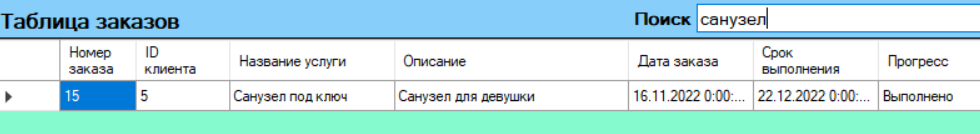 Таблица заказов
Поиск санузел
Номер заказа ID клиента Название услуги Описание Дата заказа Срок выполнения Прогресс
15 5 Санузел под ключ Санузел для девушки 16.11.2022 0:00:... 22.12.2022 0:00:... Выполнено